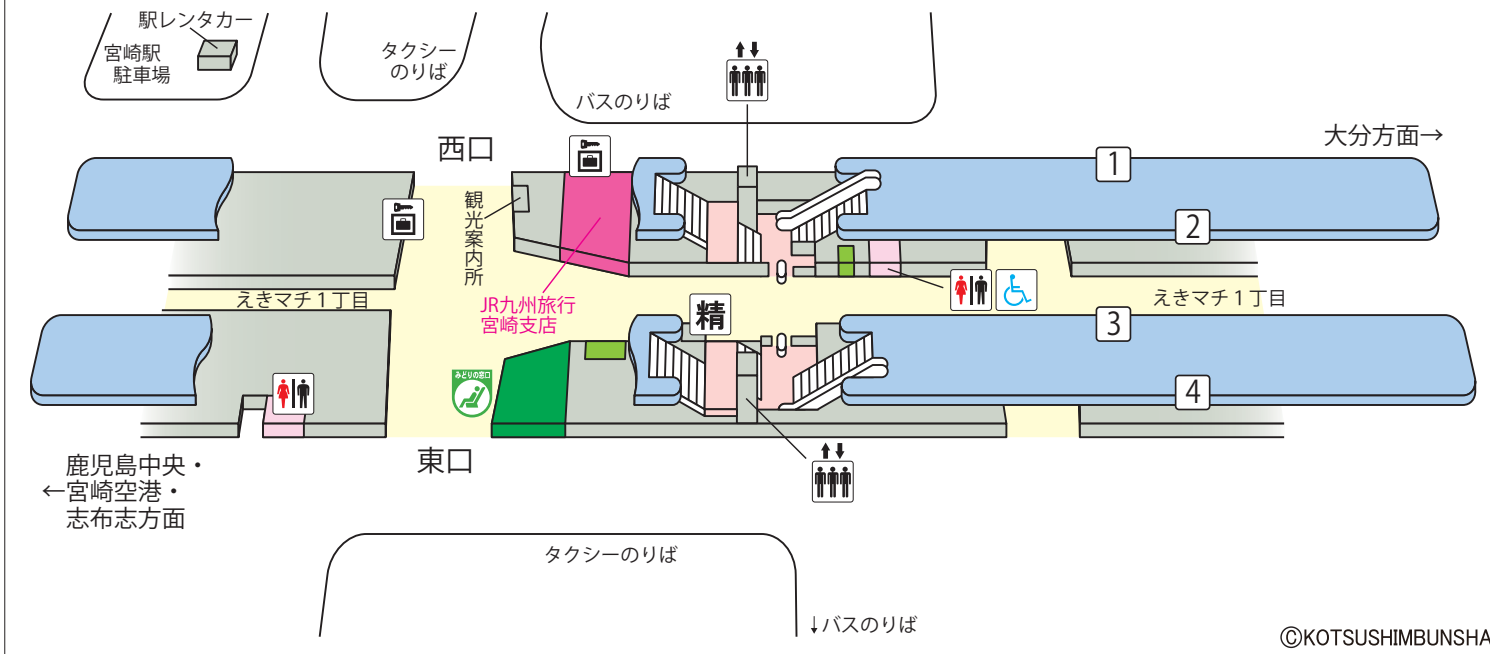 駅レンタカー
宮崎駅
駐車場
タクシー
のりば
バスのりば
大分方面→
西口
1
2
観光案内所
えきマチ1丁目
JR九州旅行
宮崎支店
精
えきマチ1丁目
3
4
みどりの窓口
東口
鹿児島中央・
←宮崎空港・
志布志方面
タクシーのりば
↓バスのりば
©KOTSUSHIMBUNSHA